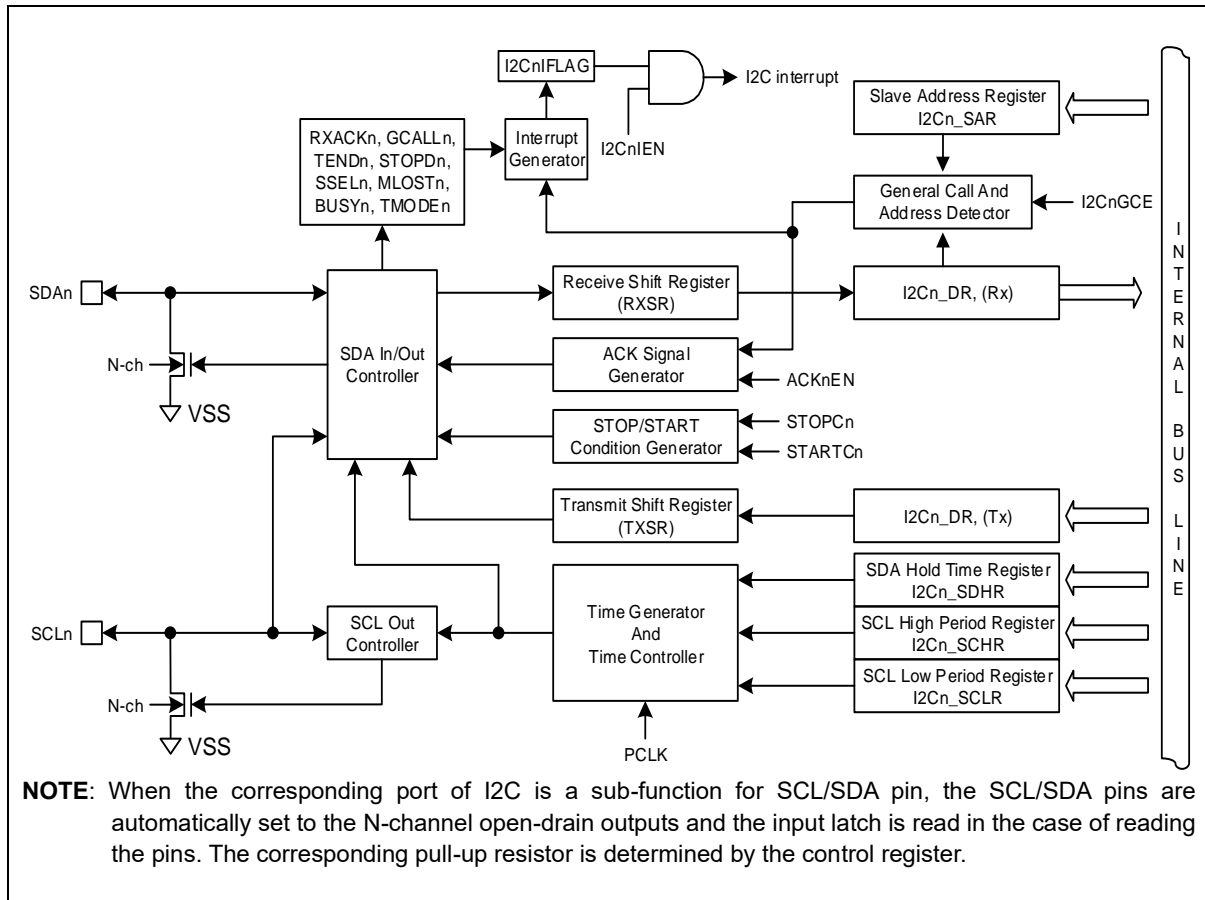 I2CnIFLAG
I2C interrupt
Slave Address Register
I2Cn_SAR
RXACKn, GCALLn,
TENDn, STOPDn,
SSELn, MLOSTn,
BUSYn, TMODEn
Interrupt
Generator
I2CnIEN
General Call And
Address Detector
I2CnGCE
SDAn
Receive Shift Register
(RXSR)
I2Cn_DR, (Rx)
N-ch
VSS
SDA In/Out
Controller
ACK Signal
Generator
ACKnEN
STOP/START
Condition Generator
STOPCn
STARTCn
Transmit Shift Register
(TXSR)
I2Cn_DR, (Tx)
SDA Hold Time Register
I2Cn_SDHR
SCLn
SCL Out
Controller
Time Generator
And
Time Controller
SCL High Period Register
I2Cn_SCHR
SCL Low Period Register
I2Cn_SCLR
N-ch
VSS
PCLK
INTERNAL BUS LINE
NOTE: When the corresponding port of I2C is a sub-function for SCL/SDA pin, the SCL/SDA pins are
automatically set to the N-channel open-drain outputs and the input latch is read in the case of reading
the pins. The corresponding pull-up resistor is determined by the control register.